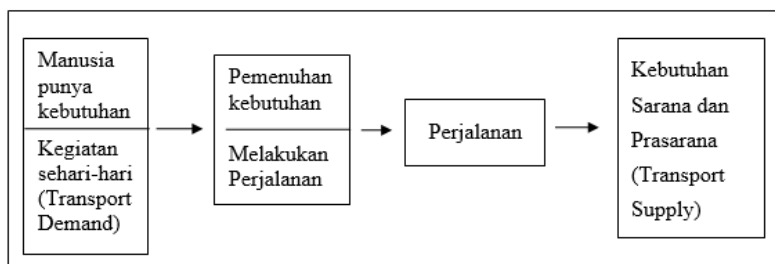 Manusia
punya
kebutuhan
Kegiatan
sehari-hari
(Transport
Demand)
Pemenuhan
kebutuhan
Melakukan
Perjalanan
Perjalanan
Kebutuhan
Sarana dan
Prasarana
(Transport
Supply)